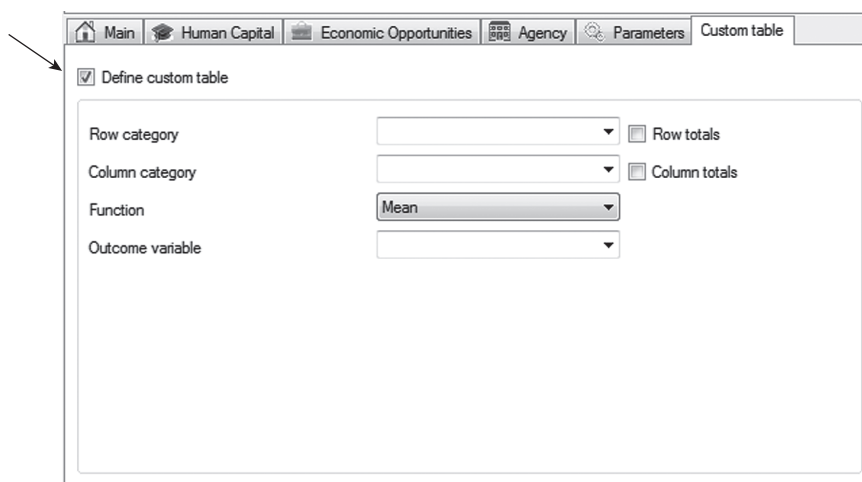 Main Human Capital Economic Opportunities Agency Parameters Custom table
Define custom table
Row category Row totals
Column category Column totals
Function Mean
Outcome variable